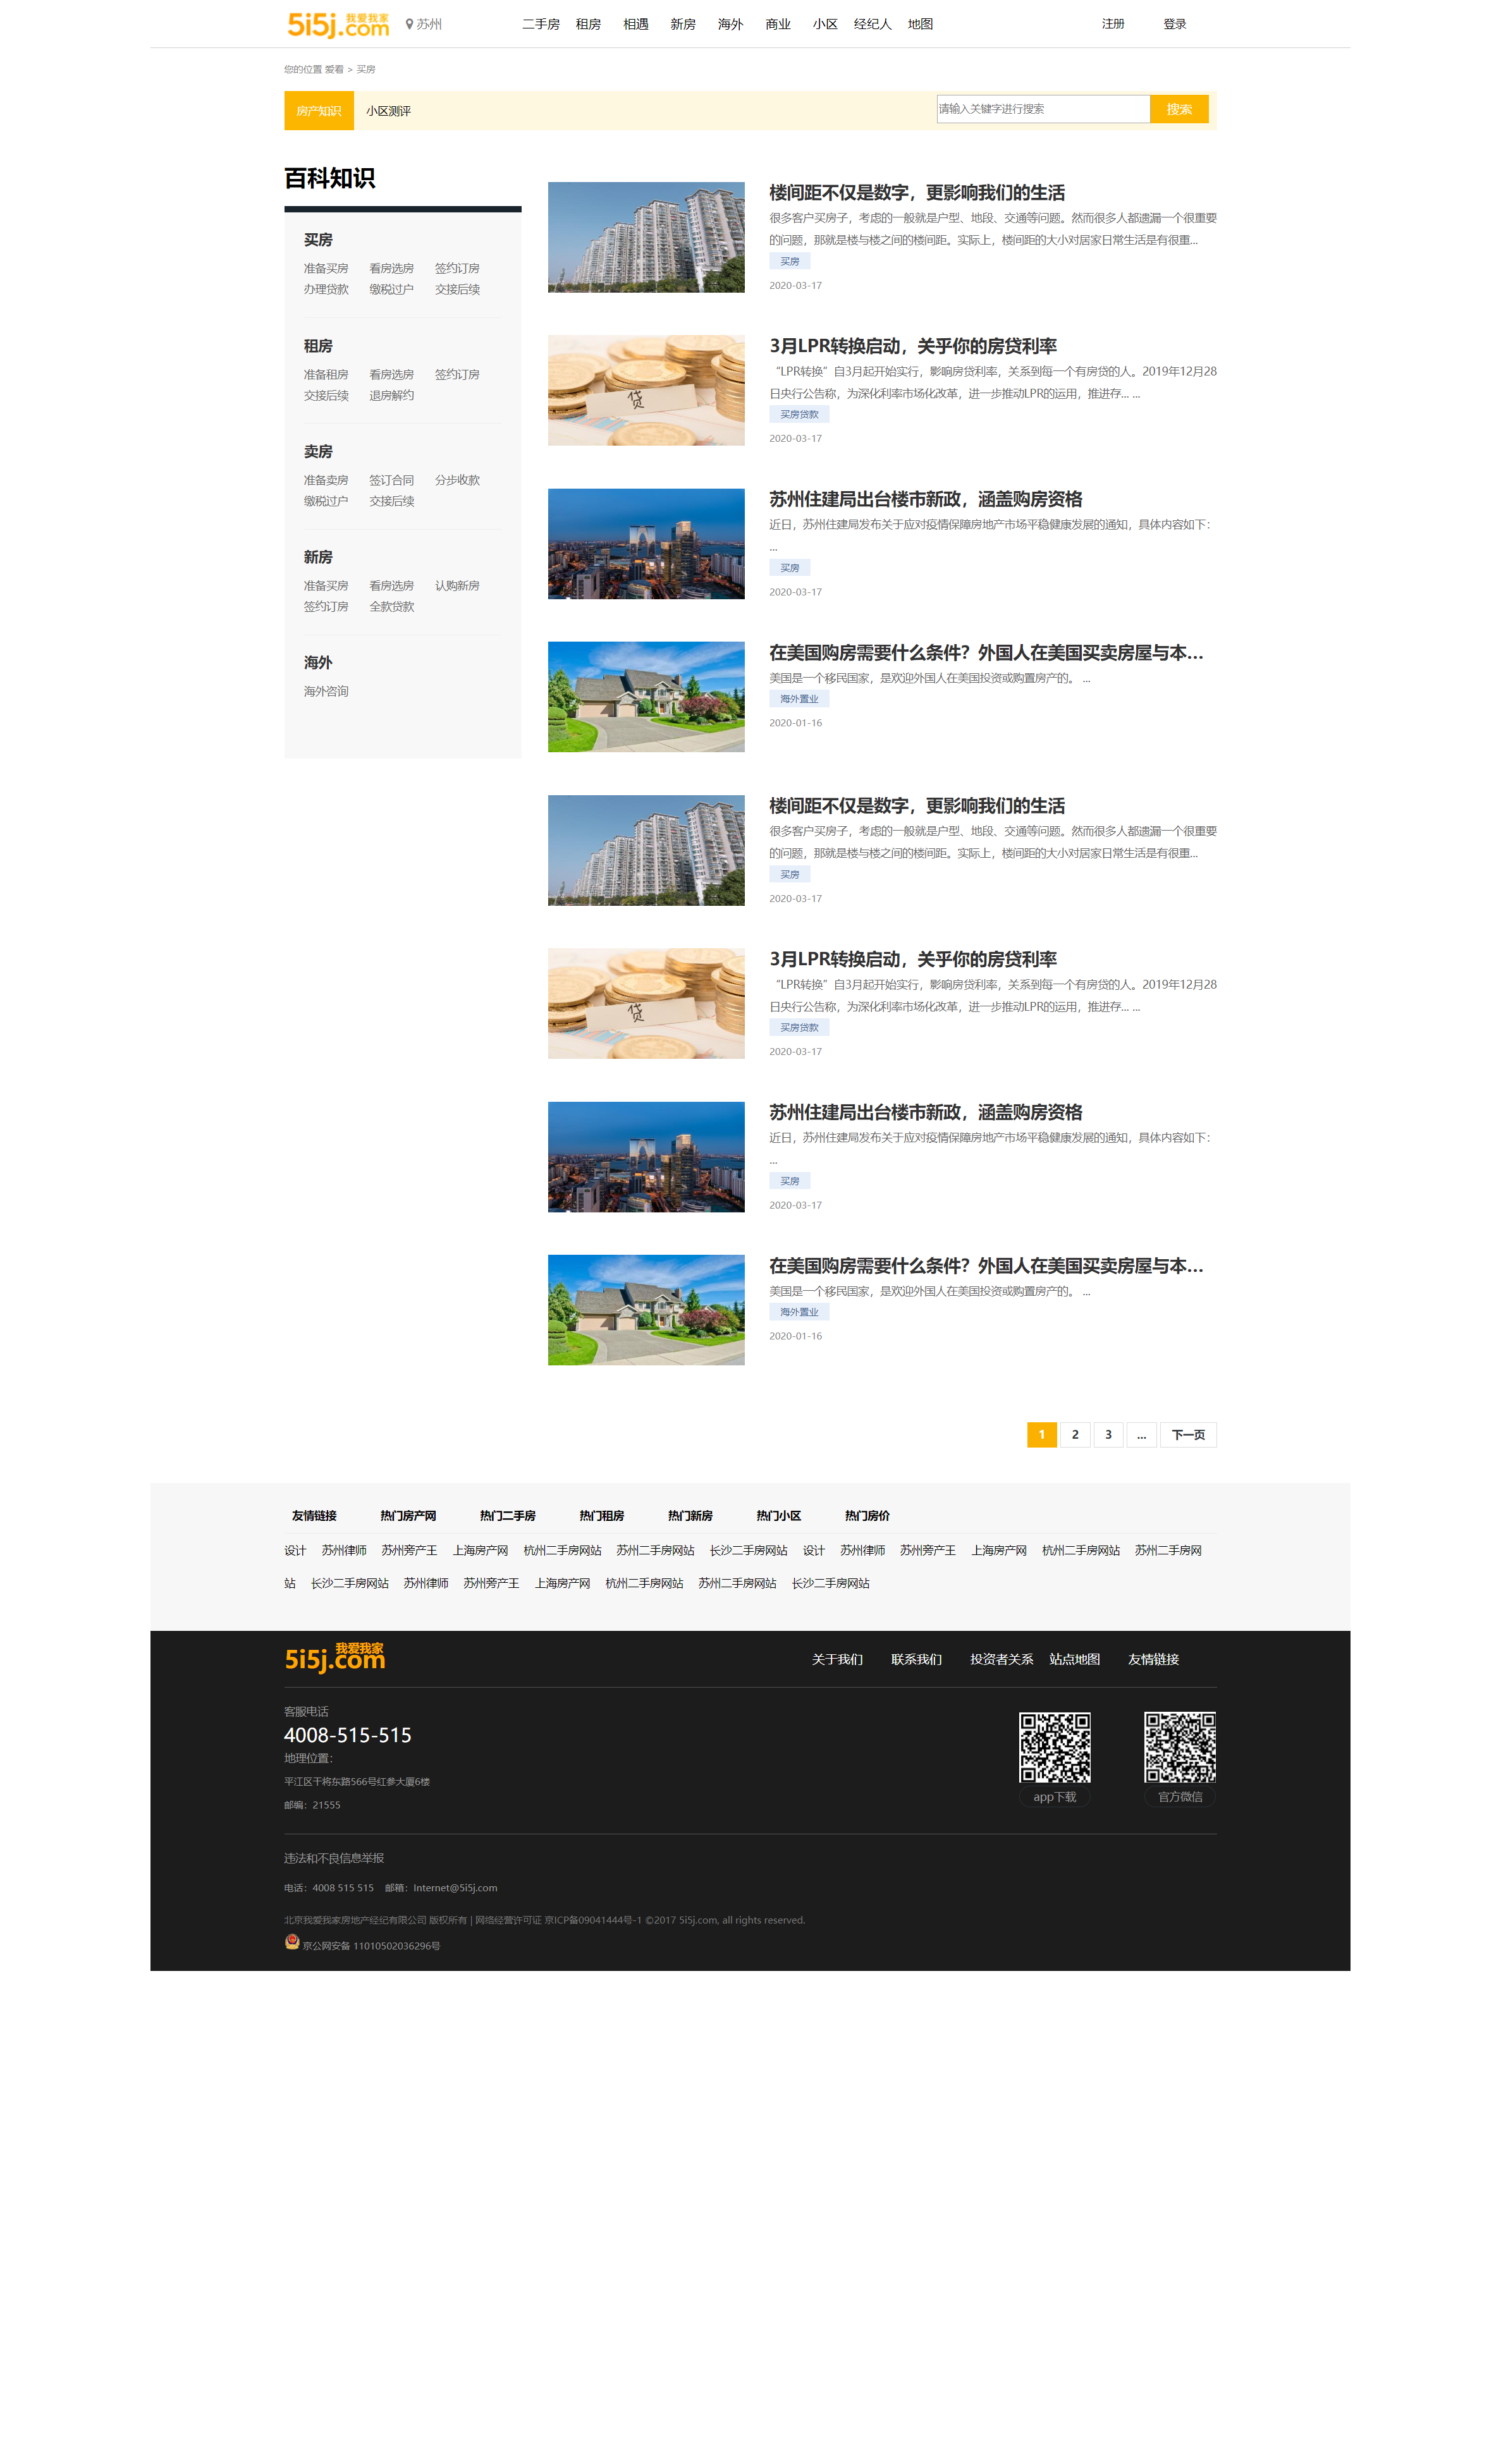 5i5j.com 我爱我家 苏州 二手房 租房 相遇 新房 海外 商业 小区 经纪人 地图 注册 登录
您的位置 爱看 > 买房
房产知识 小区测评 请输入关键字进行搜索 搜索
百科知识
买房
准备买房 看房选房 签约订房
办理贷款 缴税过户 交接后续
租房
准备租房 看房选房 签约订房
交接后续 退房解约
卖房
准备卖房 签订合同 分步收款
缴税过户 交接后续
新房
准备买房 看房选房 认购新房
签约订房 全款贷款
海外
海外咨询
楼间距不仅是数字，更影响我们的生活
很多客户买房子，考虑的一般就是户型、地段、交通等问题。然而很多人都遗漏一个很重要
的问题，那就是楼与楼之间的楼间距。实际上，楼间距的大小对居家日常生活是有很重...
买房
2020-03-17
贷
3月LPR转换启动，关乎你的房贷利率
“LPR转换”自3月起开始实行，影响房贷利率，关系到每一个有房贷的人。2019年12月28
日央行公告称，为深化利率市场化改革，进一步推动LPR的运用，推进存... ...
买房贷款
2020-03-17
苏州住建局出台楼市新政，涵盖购房资格
近日，苏州住建局发布关于应对疫情保障房地产市场平稳健康发展的通知，具体内容如下：
...
买房
2020-03-17
在美国购房需要什么条件？外国人在美国买卖房屋与本...
美国是一个移民国家，是欢迎外国人在美国投资或购置房产的。 ...
海外置业
2020-01-16
楼间距不仅是数字，更影响我们的生活
很多客户买房子，考虑的一般就是户型、地段、交通等问题。然而很多人都遗漏一个很重要
的问题，那就是楼与楼之间的楼间距。实际上，楼间距的大小对居家日常生活是有很重...
买房
2020-03-17
贷
3月LPR转换启动，关乎你的房贷利率
“LPR转换”自3月起开始实行，影响房贷利率，关系到每一个有房贷的人。2019年12月28
日央行公告称，为深化利率市场化改革，进一步推动LPR的运用，推进存... ...
买房贷款
2020-03-17
苏州住建局出台楼市新政，涵盖购房资格
近日，苏州住建局发布关于应对疫情保障房地产市场平稳健康发展的通知，具体内容如下：
...
买房
2020-03-17
在美国购房需要什么条件？外国人在美国买卖房屋与本...
美国是一个移民国家，是欢迎外国人在美国投资或购置房产的。 ...
海外置业
2020-01-16
1 2 3 ... 下一页
友情链接 热门房产网 热门二手房 热门租房 热门新房 热门小区 热门房价
设计 苏州律师 苏州旁产王 上海房产网 杭州二手房网站 苏州二手房网站 长沙二手房网站 设计 苏州律师 苏州旁产王 上海房产网 杭州二手房网站 苏州二手房网
站 长沙二手房网站 苏州律师 苏州旁产王 上海房产网 杭州二手房网站 苏州二手房网站 长沙二手房网站
5i5j.com 我爱我家 关于我们 联系我们 投资者关系 站点地图 友情链接
客服电话
4008-515-515
地理位置：
平江区干将东路566号红参大厦6楼
邮编：21555
app下载 官方微信
违法和不良信息举报
电话：4008 515 515 邮箱：Internet@5i5j.com
北京我爱我家房地产经纪有限公司 版权所有 | 网络经营许可证 京ICP备09041444号-1 ©2017 5i5j.com, all rights reserved.
京公网安备 11010502036296号